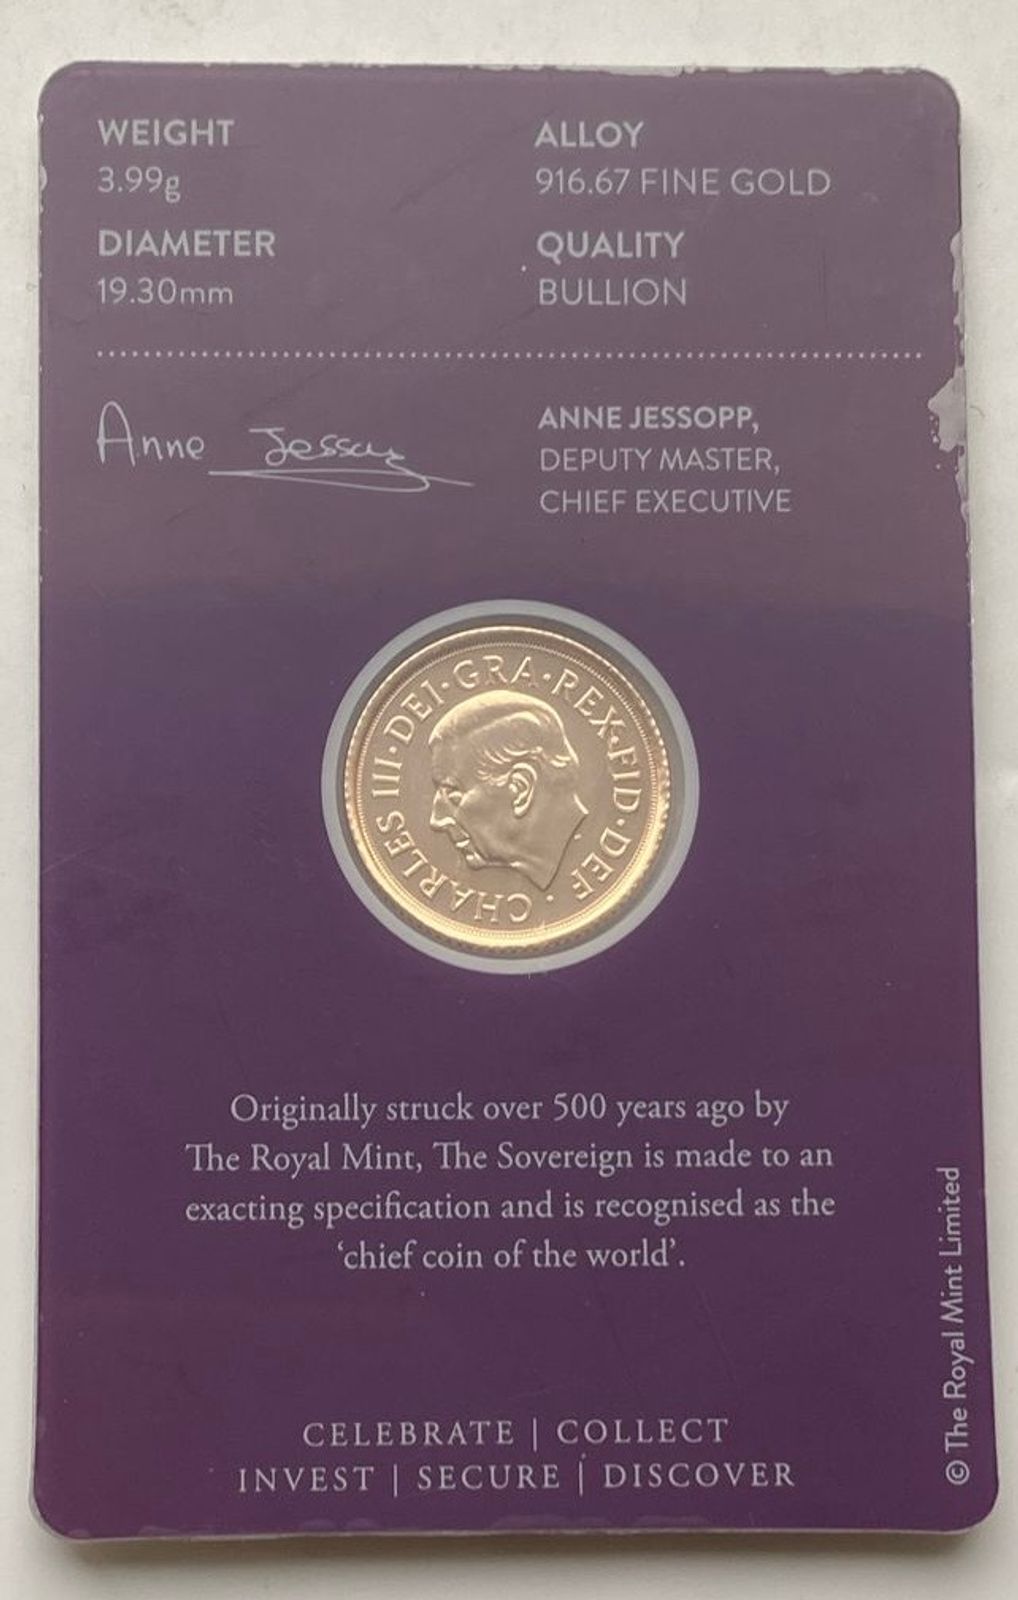 WEIGHT
3.99g
ALLOY
916.67 FINE GOLD
DIAMETER
19.30mm
QUALITY
BULLION
Anne Jessopp
ANNE JESSOPP,
DEPUTY MASTER,
CHIEF EXECUTIVE
CHARLES III·DEI·GRA·REX·FID·DEF·
Originally struck over 500 years ago by
The Royal Mint, The Sovereign is made to an
exacting specification and is recognised as the
‘chief coin of the world’.
CELEBRATE | COLLECT
INVEST | SECURE | DISCOVER
© The Royal Mint Limited